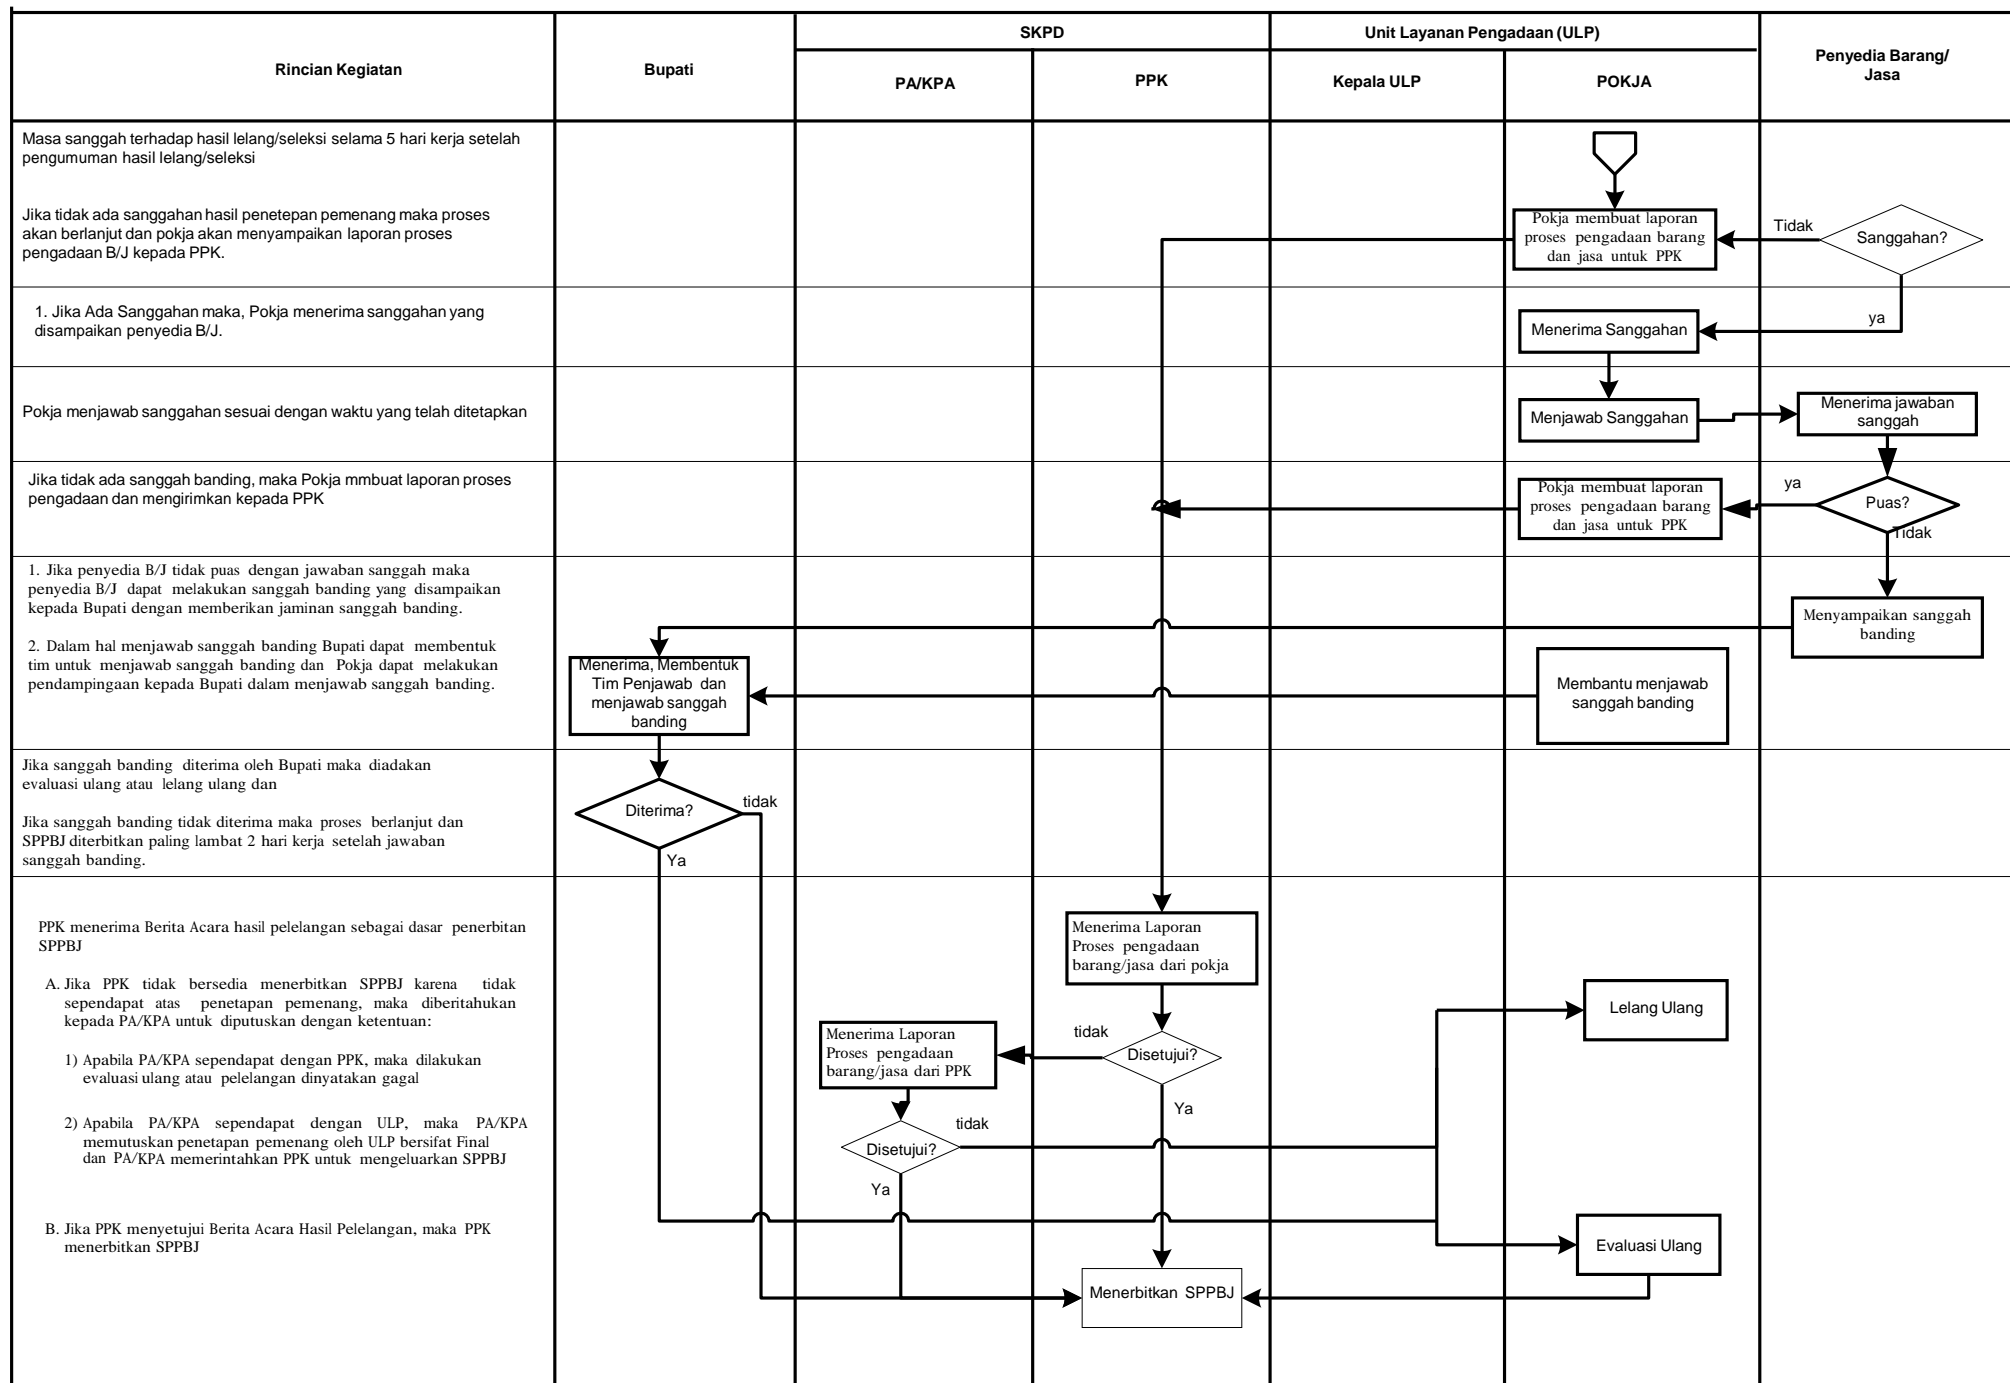 Rincian Kegiatan
Bupati
SKPD
PA/KPA
PPK
Unit Layanan Pengadaan (ULP)
Kepala ULP
POKJA
Penyedia Barang/
Jasa
Masa sanggah terhadap hasil lelang/seleksi selama 5 hari kerja setelah
pengumuman hasil lelang/seleksi
Jika tidak ada sanggahan hasil penetepan pemenang maka proses
akan berlanjut dan pokja akan menyampaikan laporan proses
pengadaan B/J kepada PPK.
Pokja membuat laporan
proses pengadaan barang
dan jasa untuk PPK
Tidak
Sanggahan?
1. Jika Ada Sanggahan maka, Pokja menerima sanggahan yang
disampaikan penyedia B/J.
Menerima Sanggahan
ya
Pokja menjawab sanggahan sesuai dengan waktu yang telah ditetapkan
Menjawab Sanggahan
Menerima jawaban
sanggah
Jika tidak ada sanggah banding, maka Pokja mmbuat laporan proses
pengadaan dan mengirimkan kepada PPK
Pokja membuat laporan
proses pengadaan barang
dan jasa untuk PPK
ya
Puas?
Tidak
1. Jika penyedia B/J tidak puas dengan jawaban sanggah maka
penyedia B/J dapat melakukan sanggah banding yang disampaikan
kepada Bupati dengan memberikan jaminan sanggah banding.
2. Dalam hal menjawab sanggah banding Bupati dapat membentuk
tim untuk menjawab sanggah banding dan Pokja dapat melakukan
pendampingaan kepada Bupati dalam menjawab sanggah banding.
Menerima, Membentuk
Tim Penjawab dan
menjawab sanggah
banding
Membantu menjawab
sanggah banding
Menyampaikan sanggah
banding
Jika sanggah banding diterima oleh Bupati maka diadakan
evaluasi ulang atau lelang ulang dan
Jika sanggah banding tidak diterima maka proses berlanjut dan
SPPBJ diterbitkan paling lambat 2 hari kerja setelah jawaban
sanggah banding.
Diterima?
tidak
Ya
PPK menerima Berita Acara hasil pelelangan sebagai dasar penerbitan
SPPBJ
A. Jika PPK tidak bersedia menerbitkan SPPBJ karena tidak
sependapat atas penetapan pemenang, maka diberitahukan
kepada PA/KPA untuk diputuskan dengan ketentuan:
1) Apabila PA/KPA sependapat dengan PPK, maka dilakukan
evaluasi ulang atau pelelangan dinyatakan gagal
2) Apabila PA/KPA sependapat dengan ULP, maka PA/KPA
memutuskan penetapan pemenang oleh ULP bersifat Final
dan PA/KPA memerintahkan PPK untuk mengeluarkan SPPBJ
B. Jika PPK menyetujui Berita Acara Hasil Pelelangan, maka PPK
menerbitkan SPPBJ
Menerima Laporan
Proses pengadaan
barang/jasa dari pokja
Menerima Laporan
Proses pengadaan
barang/jasa dari PPK
tidak
Disetujui?
Ya
Lelang Ulang
Disetujui?
tidak
Ya
Evaluasi Ulang
Menerbitkan SPPBJ